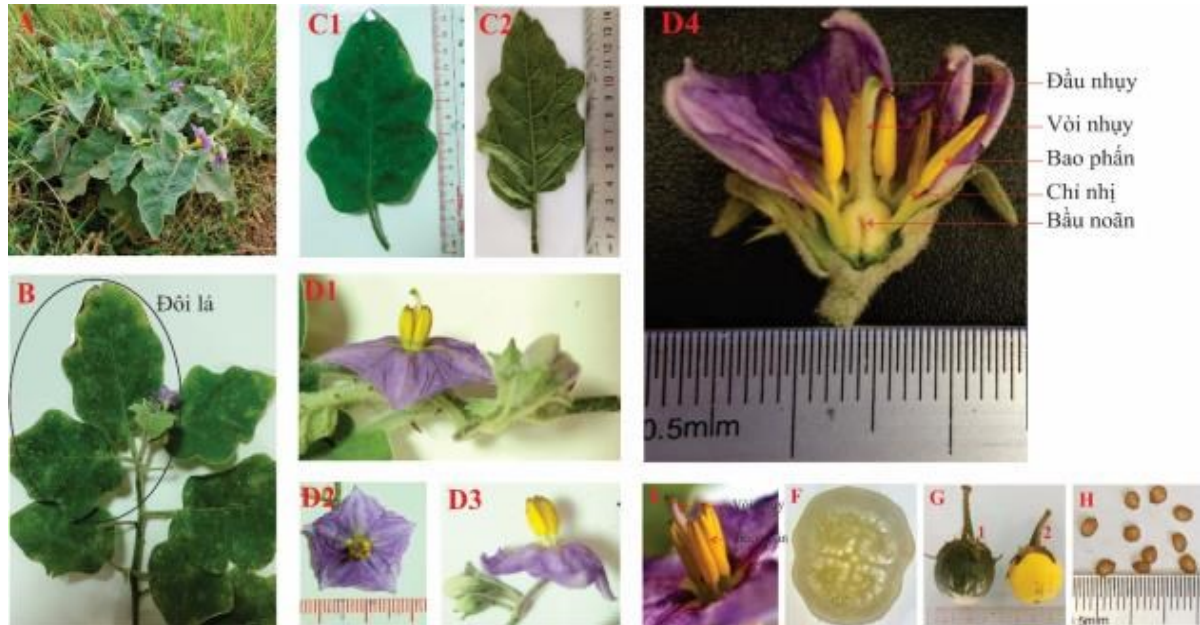 A
C1
C2
D4
Đầu nhụy
Vòi nhụy
Bao phấn
Chỉ nhị
Bầu noãn
B
Đôi lá
D1
0.5mm
D2
D3
E
F
G
1
2
H
5mm